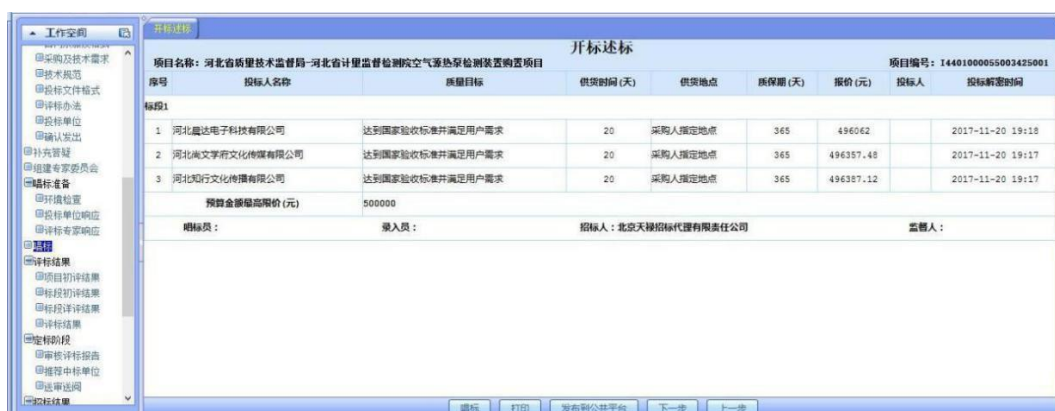 工作空间
采购及技术需求
技术规范
投标文件格式
评标办法
投标单位
确认发出
补充答疑
组建专家委员会
唱标准备
环境检查
投标单位响应
评标专家响应
唱标
评标结果
项目初评结果
标段初评结果
标段详评结果
评标结果
定标阶段
审核评标报告
推荐中标单位
送审送阅
招标结果
开标述标
开标述标
项目名称：河北省质量技术监督局-河北省计量监督检测院空气源热泵检测装置购置项目 项目编号：I4401000055003425001
序号 投标人名称 质量目标 供货时间(天) 供货地点 质保期(天) 报价(元) 投标人 投标解密时间
标段1
1 河北晨达电子科技有限公司 达到国家验收标准并满足用户需求 20 采购人指定地点 365 496062 2017-11-20 19:18
2 河北尚文学府文化传媒有限公司 达到国家验收标准并满足用户需求 20 采购人指定地点 365 496357.48 2017-11-20 19:17
3 河北知行文化传播有限公司 达到国家验收标准并满足用户需求 20 采购人指定地点 365 496387.12 2017-11-20 19:17
预算金额最高限价(元) 500000
唱标员： 录入员： 招标人：北京天禄招标代理有限责任公司 监督人：
唱标 打印 发布到公共平台 下一步 上一步